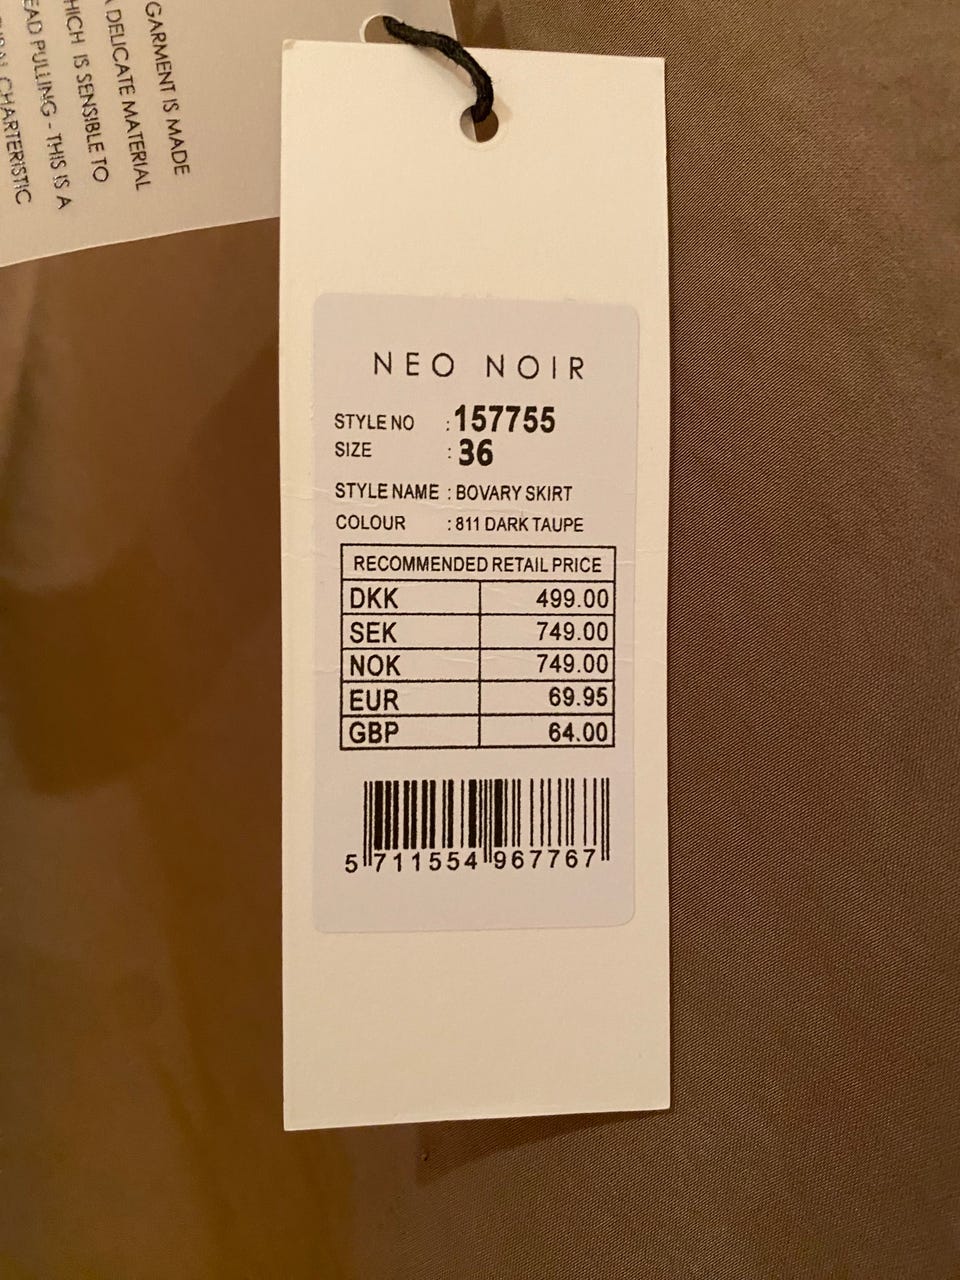 GARMENT IS MADE
DELICATE MATERIAL
HICH IS SENSIBLE TO
EAD PULLING - THIS IS A
CHARTERISTIC
NEO NOIR
STYLE NO : 157755
SIZE : 36
STYLE NAME : BOVARY SKIRT
COLOUR : 811 DARK TAUPE
RECOMMENDED RETAIL PRICE
DKK 499.00
SEK 749.00
NOK 749.00
EUR 69.95
GBP 64.00
5 711554 967767